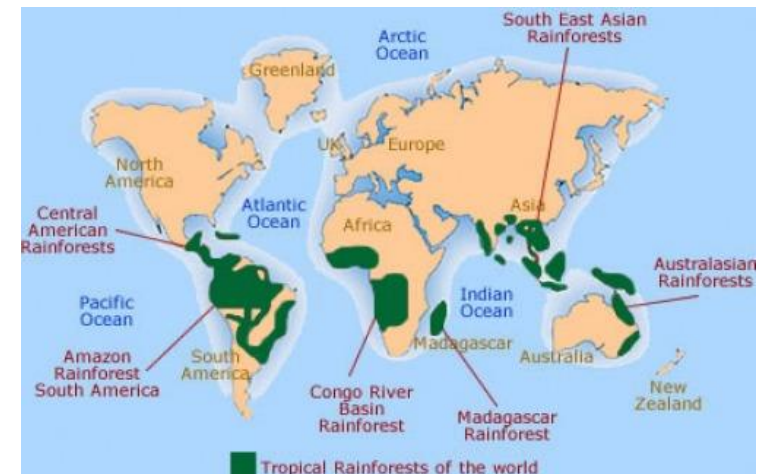 South East Asian
Rainforests
Arctic
Ocean
Greenland
UK
Europe
North
America
Atlantic
Ocean
Asia
Central
American
Rainforests
Africa
Australasian
Rainforests
Pacific
Ocean
Indian
Ocean
Madagascar
Australia
Amazon
Rainforest
South America
South
America
Congo River
Basin
Rainforest
Madagascar
Rainforest
New
Zealand
Tropical Rainforests of the world